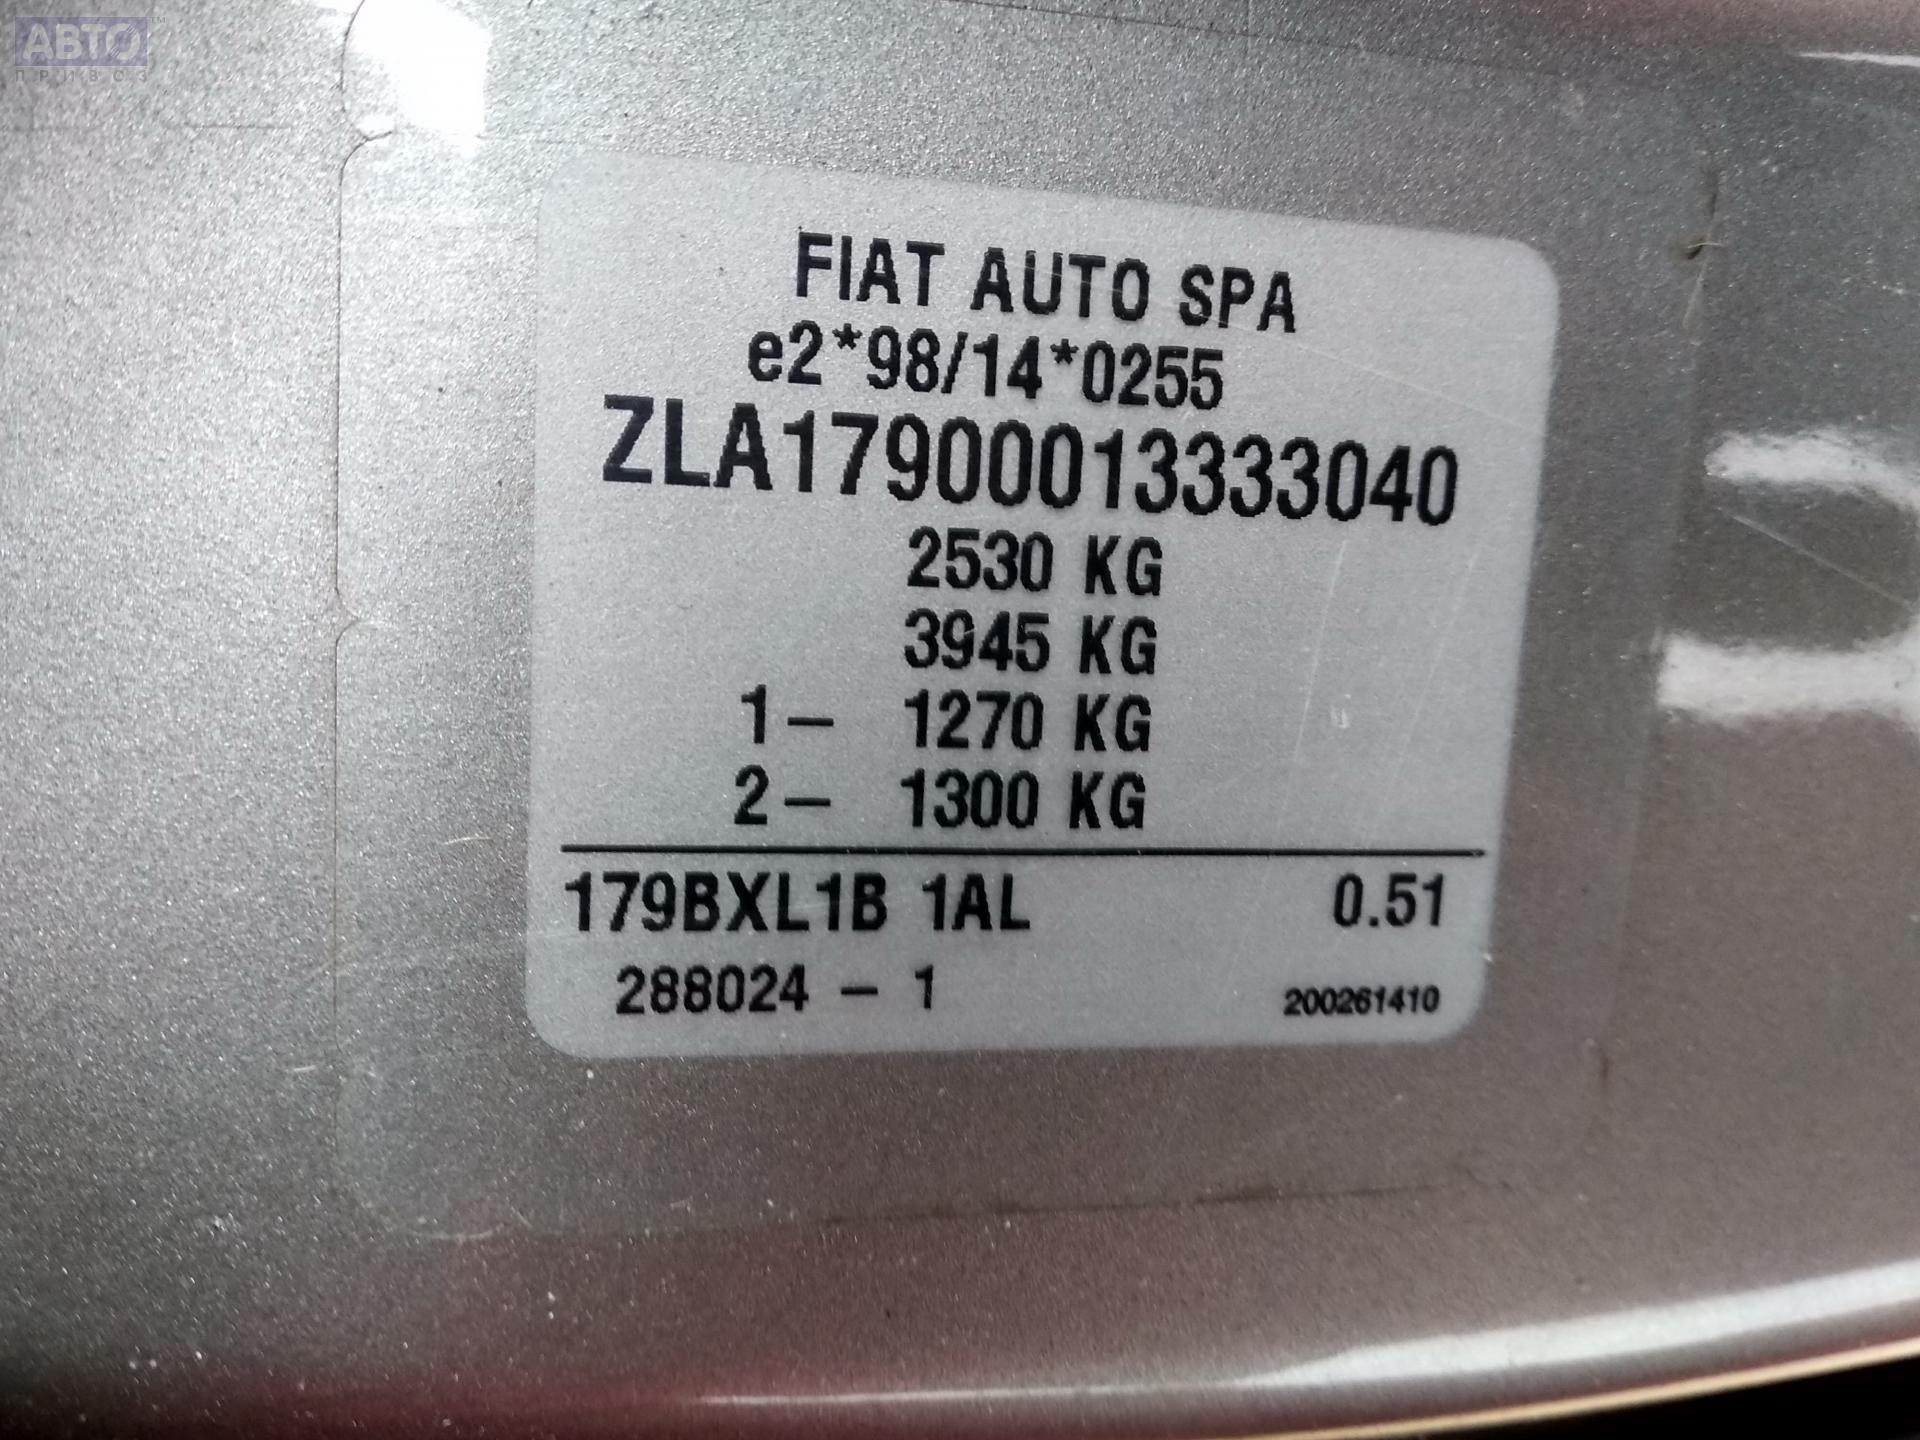 АВТО™
ПРИВОЗ
FIAT AUTO SPA
e2*98/14*0255
ZLA17900013333040
2530 KG
3945 KG
1- 1270 KG
2- 1300 KG
179BXL1B 1AL 0.51
288024 - 1 200261410